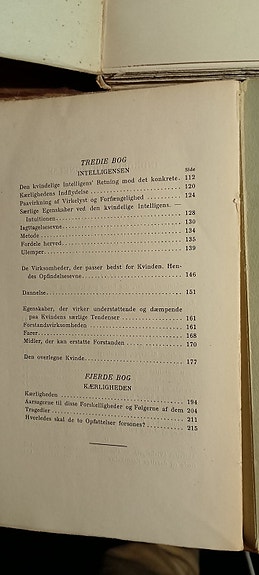 TREDIE BOG
INTELLIGENSEN
Side
Den kvindelige Intelligens' Retning mod det konkrete. 112
Kærlighedens Indflydelse 120
Paavirkning af Virkelyst og Forfængelighed 124
Særlige Egenskaber ved den kvindelige Intelligens. —
Intuitionen 128
Iagttagelsesevne 130
Metode 134
Fordele herved 135
Ulemper 139
De Virksomheder, der passer bedst for Kvinden. Hen-
des Opfindelsesevne 146
Dannelse 151
Egenskaber, der virker understøttende og dæmpende
paa Kvindens særlige Tendenser 161
Forstandsvirksomheden 161
Farer 168
Midler, der kan erstatte Forstanden 170
Den overlegne Kvinde 177
FJERDE BOG
KÆRLIGHEDEN
Kærligheden 194
Aarsagerne til disse Forskelligheder og Følgerne af dem 204
Tragedier 211
Hvorledes skal de to Opfattelser forsones? 215